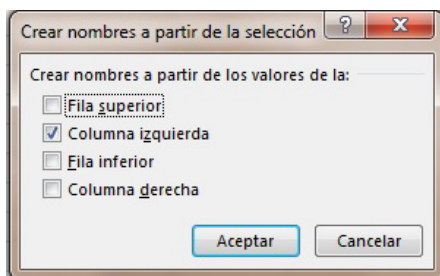 Crear nombres a partir de la selección ? X
Crear nombres a partir de los valores de la:
Fila superior
Columna izquierda
Fila inferior
Columna derecha
Aceptar Cancelar